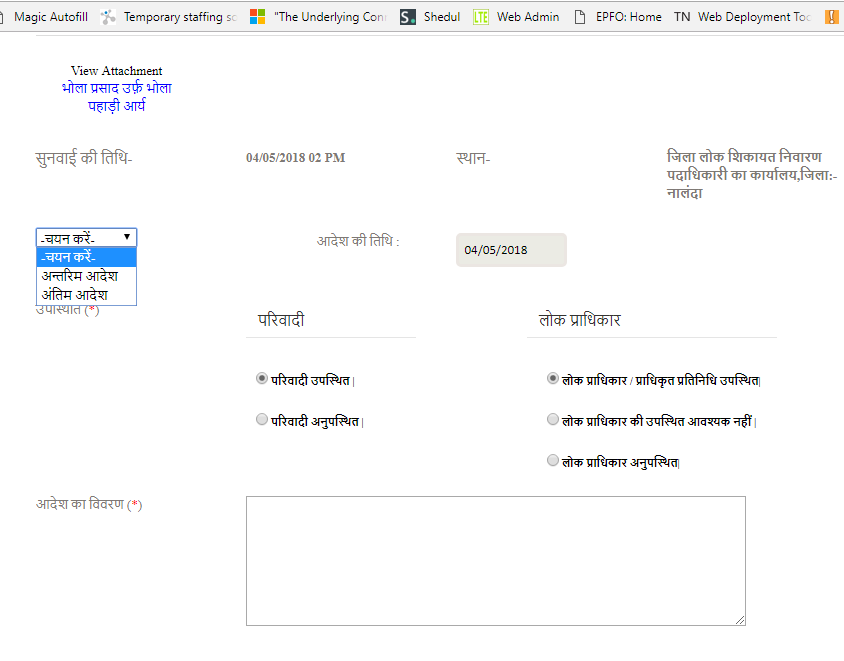 Magic Autofill Temporary staffing sc "The Underlying Conn S. Shedul LTE Web Admin EPFO: Home TN Web Deployment Too
View Attachment
भोला प्रसाद उर्फ़ भोला
पहाड़ी आर्य
सुनवाई की तिथि- 04/05/2018 02 PM स्थान- जिला लोक शिकायत निवारण
पदाधिकारी का कार्यालय,जिला:-
नालंदा
-चयन करें- आदेश की तिथि : 04/05/2018
-चयन करें-
अन्तरिम आदेश
अंतिम आदेश
उपस्थिति (*)
परिवादी लोक प्राधिकार
परिवादी उपस्थित | लोक प्राधिकार / प्राधिकृत प्रतिनिधि उपस्थित|
परिवादी अनुपस्थित | लोक प्राधिकार की उपस्थित आवश्यक नहीं |
लोक प्राधिकार अनुपस्थित|
आदेश का विवरण (*)